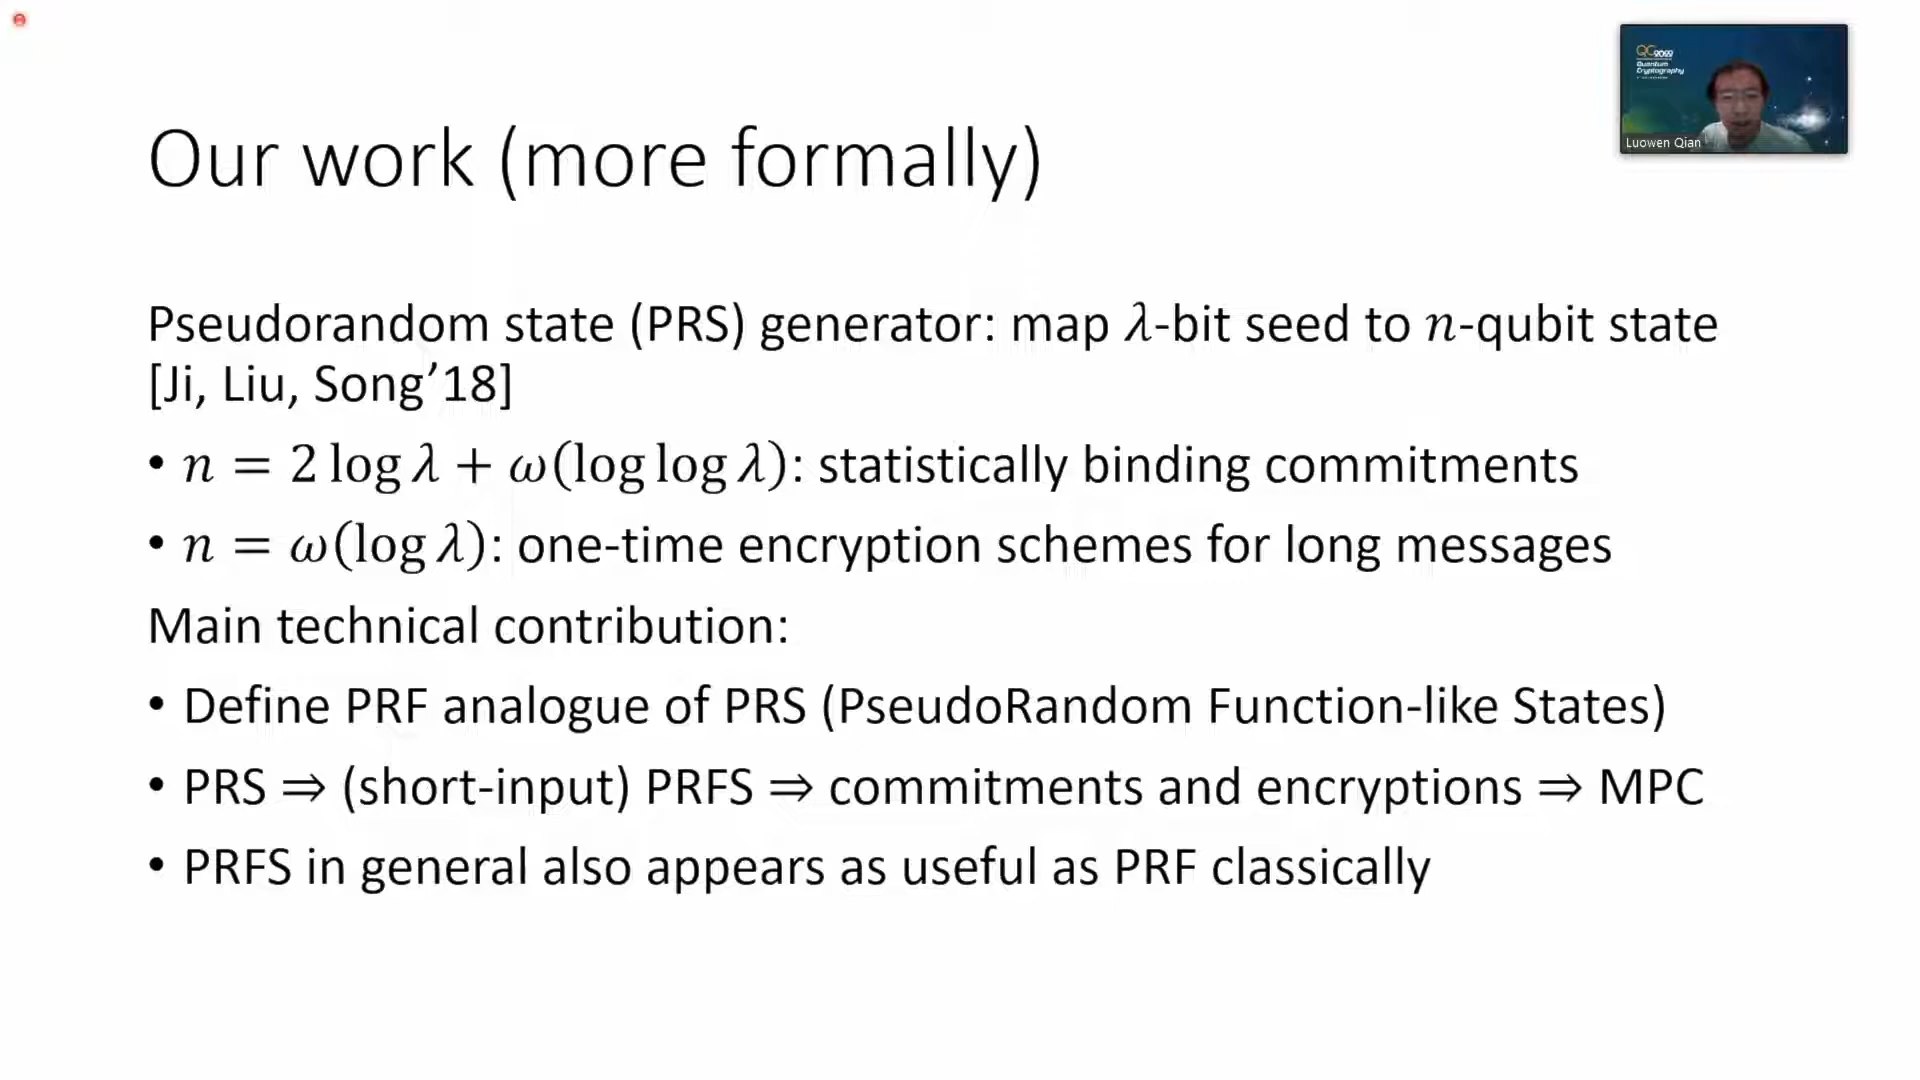 QC2022
Quantum
Cryptography
Luowen Qian
Our work (more formally)
Pseudorandom state (PRS) generator: map λ-bit seed to n-qubit state
[Ji, Liu, Song’18]
• n = 2 log λ + ω(log log λ): statistically binding commitments
• n = ω(log λ): one-time encryption schemes for long messages
Main technical contribution:
• Define PRF analogue of PRS (PseudoRandom Function-like States)
• PRS ⇒ (short-input) PRFS ⇒ commitments and encryptions ⇒ MPC
• PRFS in general also appears as useful as PRF classically